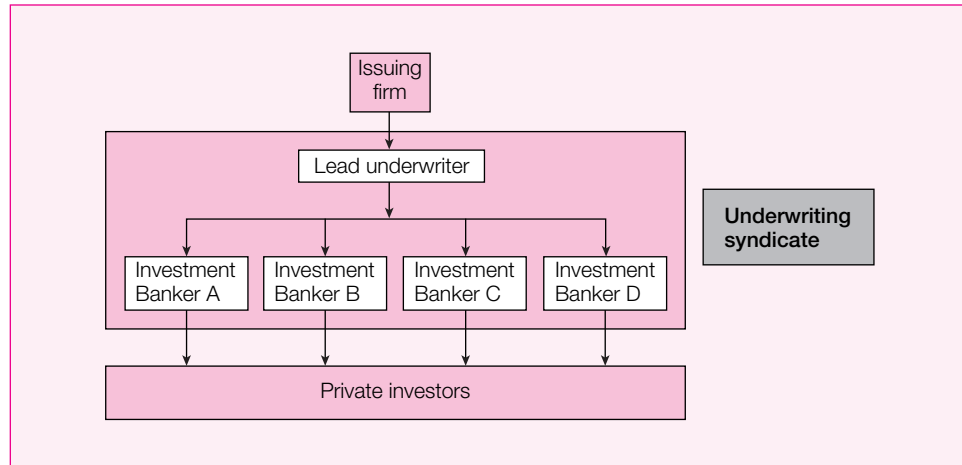 Issuing
firm
Lead underwriter
Underwriting
syndicate
Investment
Banker A
Investment
Banker B
Investment
Banker C
Investment
Banker D
Private investors